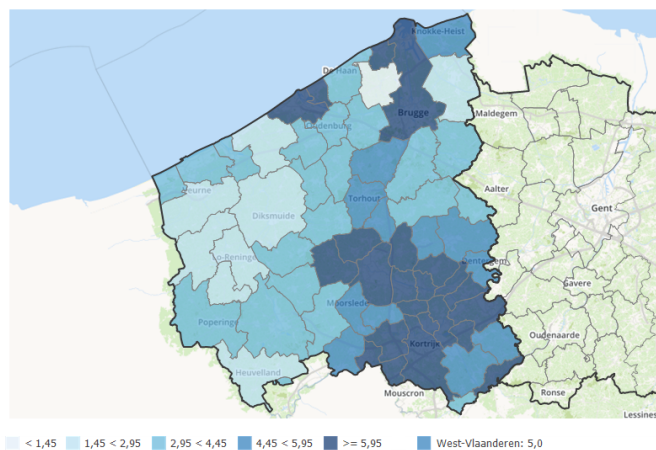 Knokke-Heist
De Haan
Brugge
Maldegem
Oudenburg
Veurne
Torhout
Aalter
Gent
Diksmuide
Lo-Reninge
Dentergem
Gavere
Moorslede
Poperinge
Oudenaarde
Kortrijk
Heuvelland
Mouscron
Ronse
Lessines
< 1,45 1,45 < 2,95 2,95 < 4,45 4,45 < 5,95 >= 5,95 West-Vlaanderen: 5,0